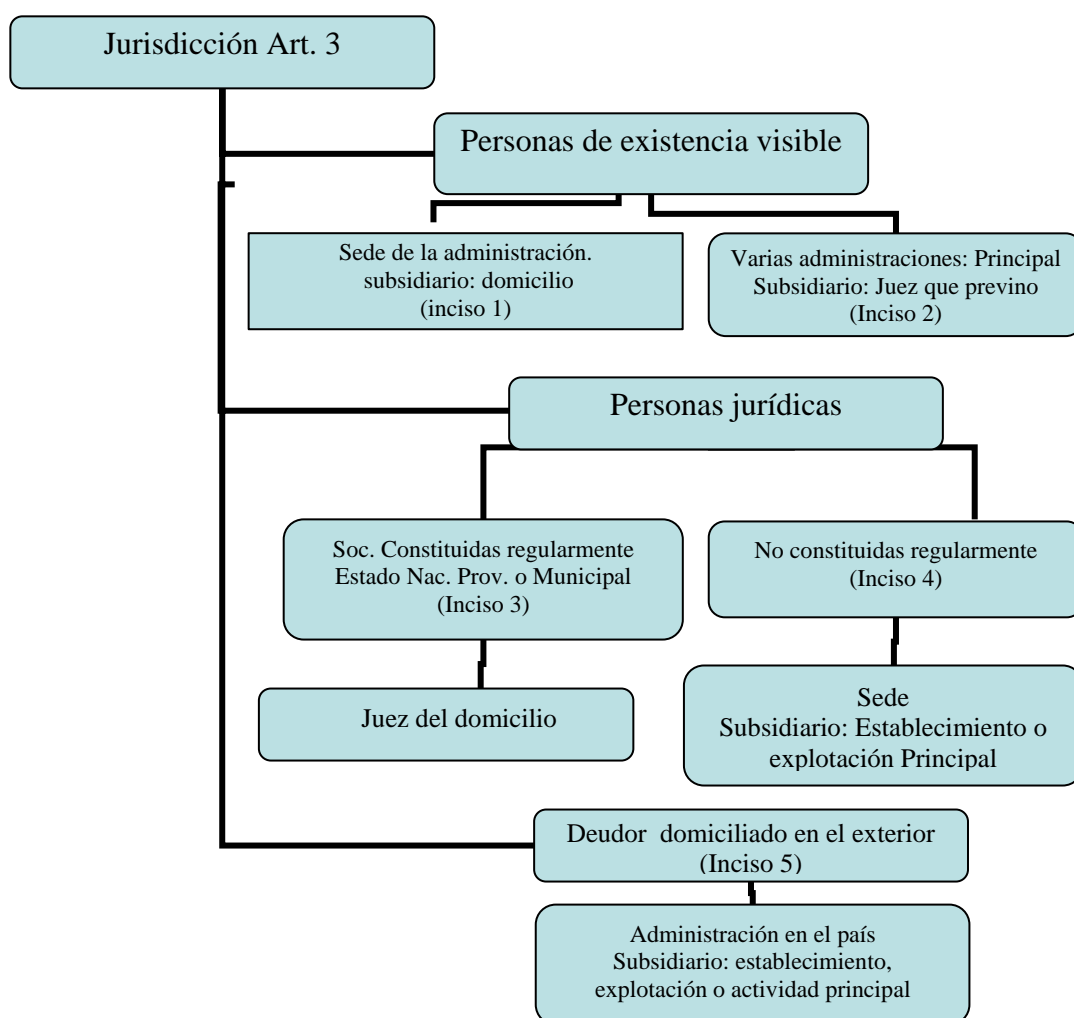 Jurisdicción Art. 3
Personas de existencia visible
Sede de la administración.
subsidiario: domicilio
(inciso 1)
Varias administraciones: Principal
Subsidiario: Juez que previno
(Inciso 2)
Personas jurídicas
Soc. Constituidas regularmente
Estado Nac. Prov. o Municipal
(Inciso 3)
No constituidas regularmente
(Inciso 4)
Juez del domicilio
Sede
Subsidiario: Establecimiento o
explotación Principal
Deudor domiciliado en el exterior
(Inciso 5)
Administración en el país
Subsidiario: establecimiento,
explotación o actividad principal